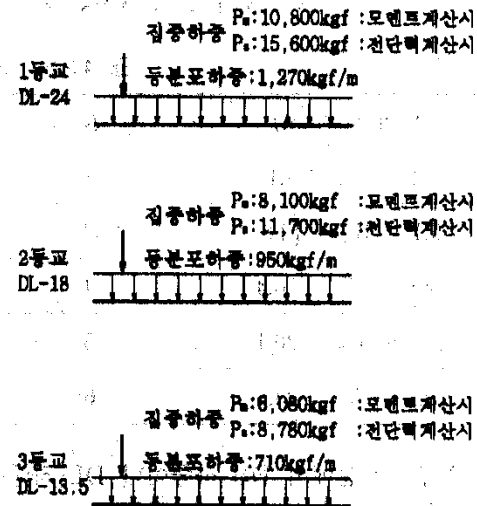 집중하중 Pₘ:10,800kgf :모멘트계산시
Pₛ:15,600kgf :전단력계산시
1등교 등분포하중:1,270kgf/m
DL-24
집중하중 Pₘ:8,100kgf :모멘트계산시
Pₛ:11,700kgf :전단력계산시
2등교 등분포하중:950kgf/m
DL-18
집중하중 Pₘ:6,080kgf :모멘트계산시
Pₛ:8,780kgf :전단력계산시
3등교 등분포하중:710kgf/m
DL-13.5